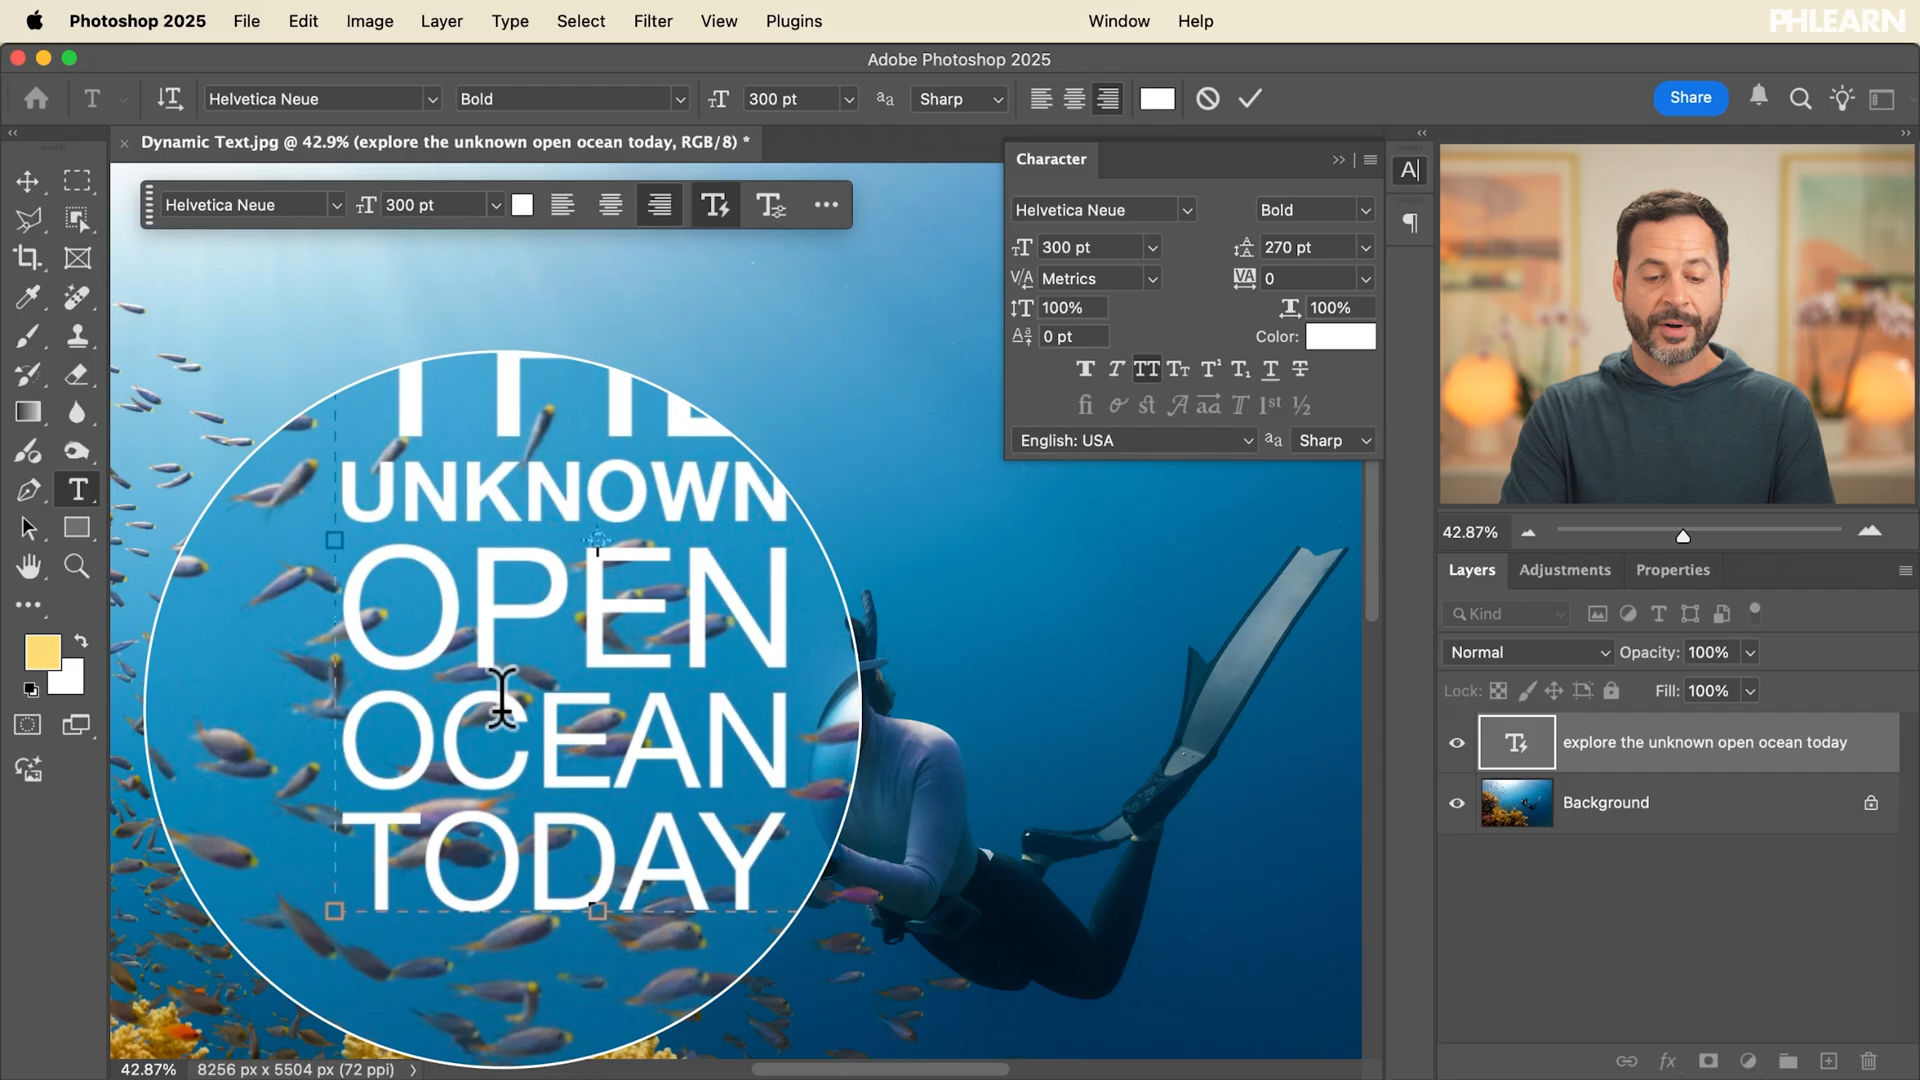 Photoshop 2025 File Edit Image Layer Type Select Filter View Plugins Window Help PHLEARN
Adobe Photoshop 2025
Helvetica Neue Bold 300 pt Sharp Share
Dynamic Text.jpg @ 42.9% (explore the unknown open ocean today, RGB/8) *
Helvetica Neue 300 pt
Character
Helvetica Neue Bold
300 pt 270 pt
Metrics 0
100% 100%
0 pt Color:
English: USA Sharp
UNKNOWN
OPEN
OCEAN
TODAY
42.87%
Layers Adjustments Properties
Kind
Normal Opacity: 100%
Lock: Fill: 100%
explore the unknown open ocean today
Background
42.87% 8256 px x 5504 px (72 ppi)